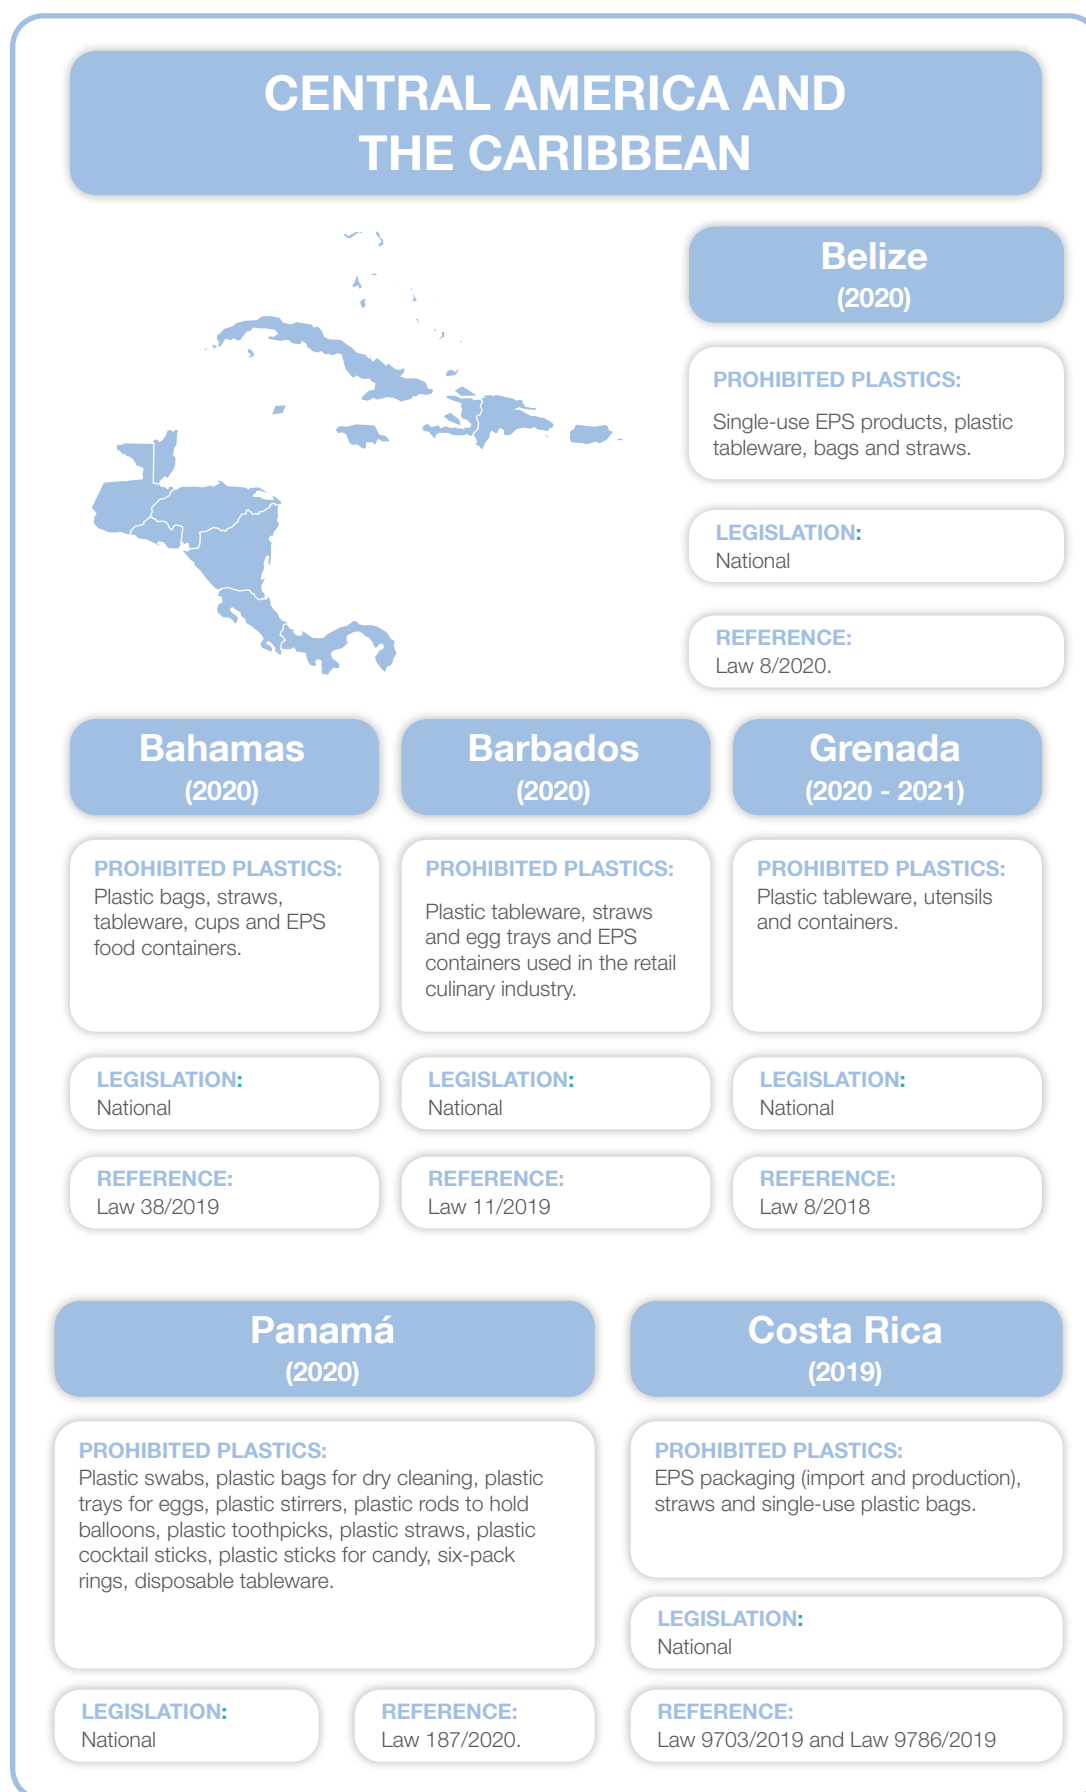 CENTRAL AMERICA AND
THE CARIBBEAN
Belize
(2020)
PROHIBITED PLASTICS:
Single-use EPS products, plastic
tableware, bags and straws.
LEGISLATION:
National
REFERENCE:
Law 8/2020.
Bahamas
(2020)
PROHIBITED PLASTICS:
Plastic bags, straws,
tableware, cups and EPS
food containers.
LEGISLATION:
National
REFERENCE:
Law 38/2019
Barbados
(2020)
PROHIBITED PLASTICS:
Plastic tableware, straws
and egg trays and EPS
containers used in the retail
culinary industry.
LEGISLATION:
National
REFERENCE:
Law 11/2019
Grenada
(2020 - 2021)
PROHIBITED PLASTICS:
Plastic tableware, utensils
and containers.
LEGISLATION:
National
REFERENCE:
Law 8/2018
Panamá
(2020)
PROHIBITED PLASTICS:
Plastic swabs, plastic bags for dry cleaning, plastic
trays for eggs, plastic stirrers, plastic rods to hold
balloons, plastic toothpicks, plastic straws, plastic
cocktail sticks, plastic sticks for candy, six-pack
rings, disposable tableware.
LEGISLATION:
National
REFERENCE:
Law 187/2020.
Costa Rica
(2019)
PROHIBITED PLASTICS:
EPS packaging (import and production),
straws and single-use plastic bags.
LEGISLATION:
National
REFERENCE:
Law 9703/2019 and Law 9786/2019